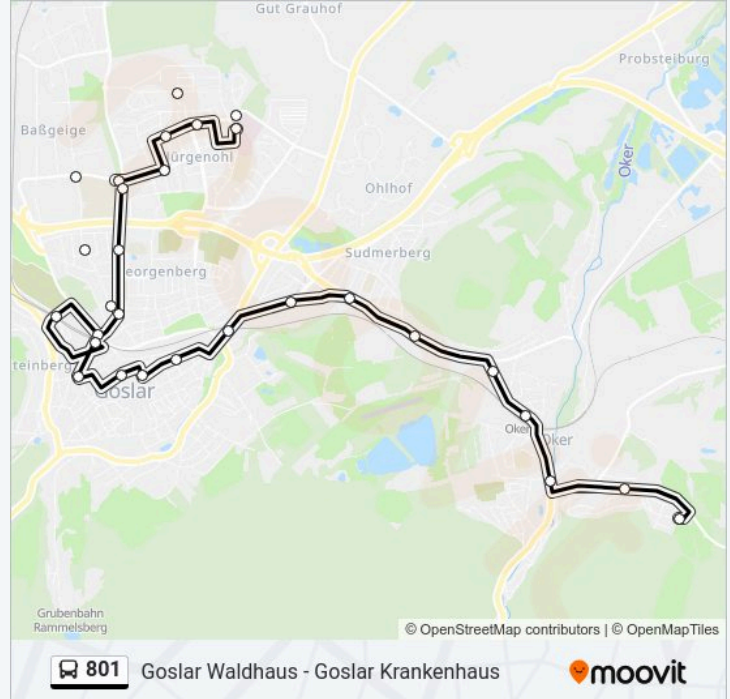 Gut Grauhof
Probsteiburg
Baßgeige
Jürgenohl
Oker
Ohlhof
Sudmerberg
eorgenberg
teinberg
Goslar
Oker
Oker
Grubenbahn
Rammelsberg
© OpenStreetMap contributors | © OpenMapTiles
801 Goslar Waldhaus - Goslar Krankenhaus
moovit